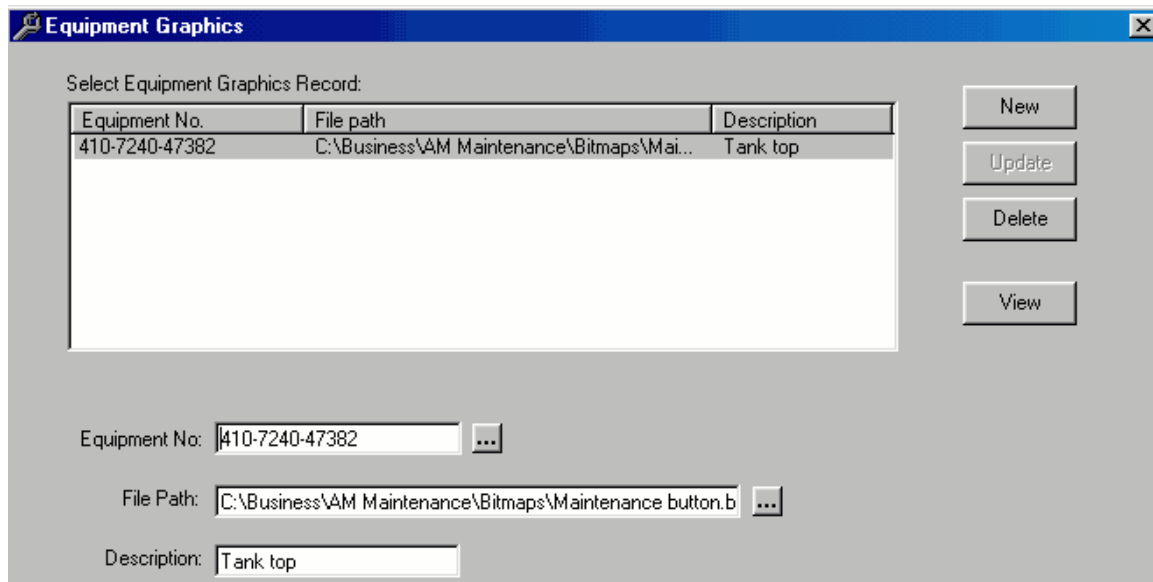 Equipment Graphics
Select Equipment Graphics Record:
Equipment No. File path Description
410-7240-47382 C:\Business\AM Maintenance\Bitmaps\Mai... Tank top
New
Update
Delete
View
Equipment No: 410-7240-47382 ...
File Path: C:\Business\AM Maintenance\Bitmaps\Maintenance button.b ...
Description: Tank top